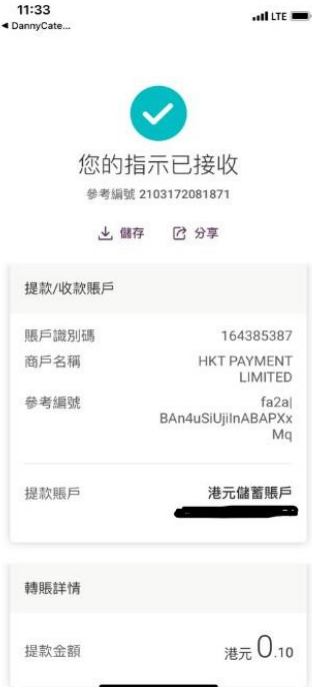 11:33
LTE
DannyCate...
您的指示已接收
參考編號 2103172081871
儲存 分享
提款/收款賬戶
賬戶識別碼 164385387
商戶名稱 HKT PAYMENT
LIMITED
參考編號 fa2a|
BAn4uSiUjiInABAPXx
Mq
提款賬戶 港元儲蓄賬戶
轉賬詳情
提款金額 港元 0.10